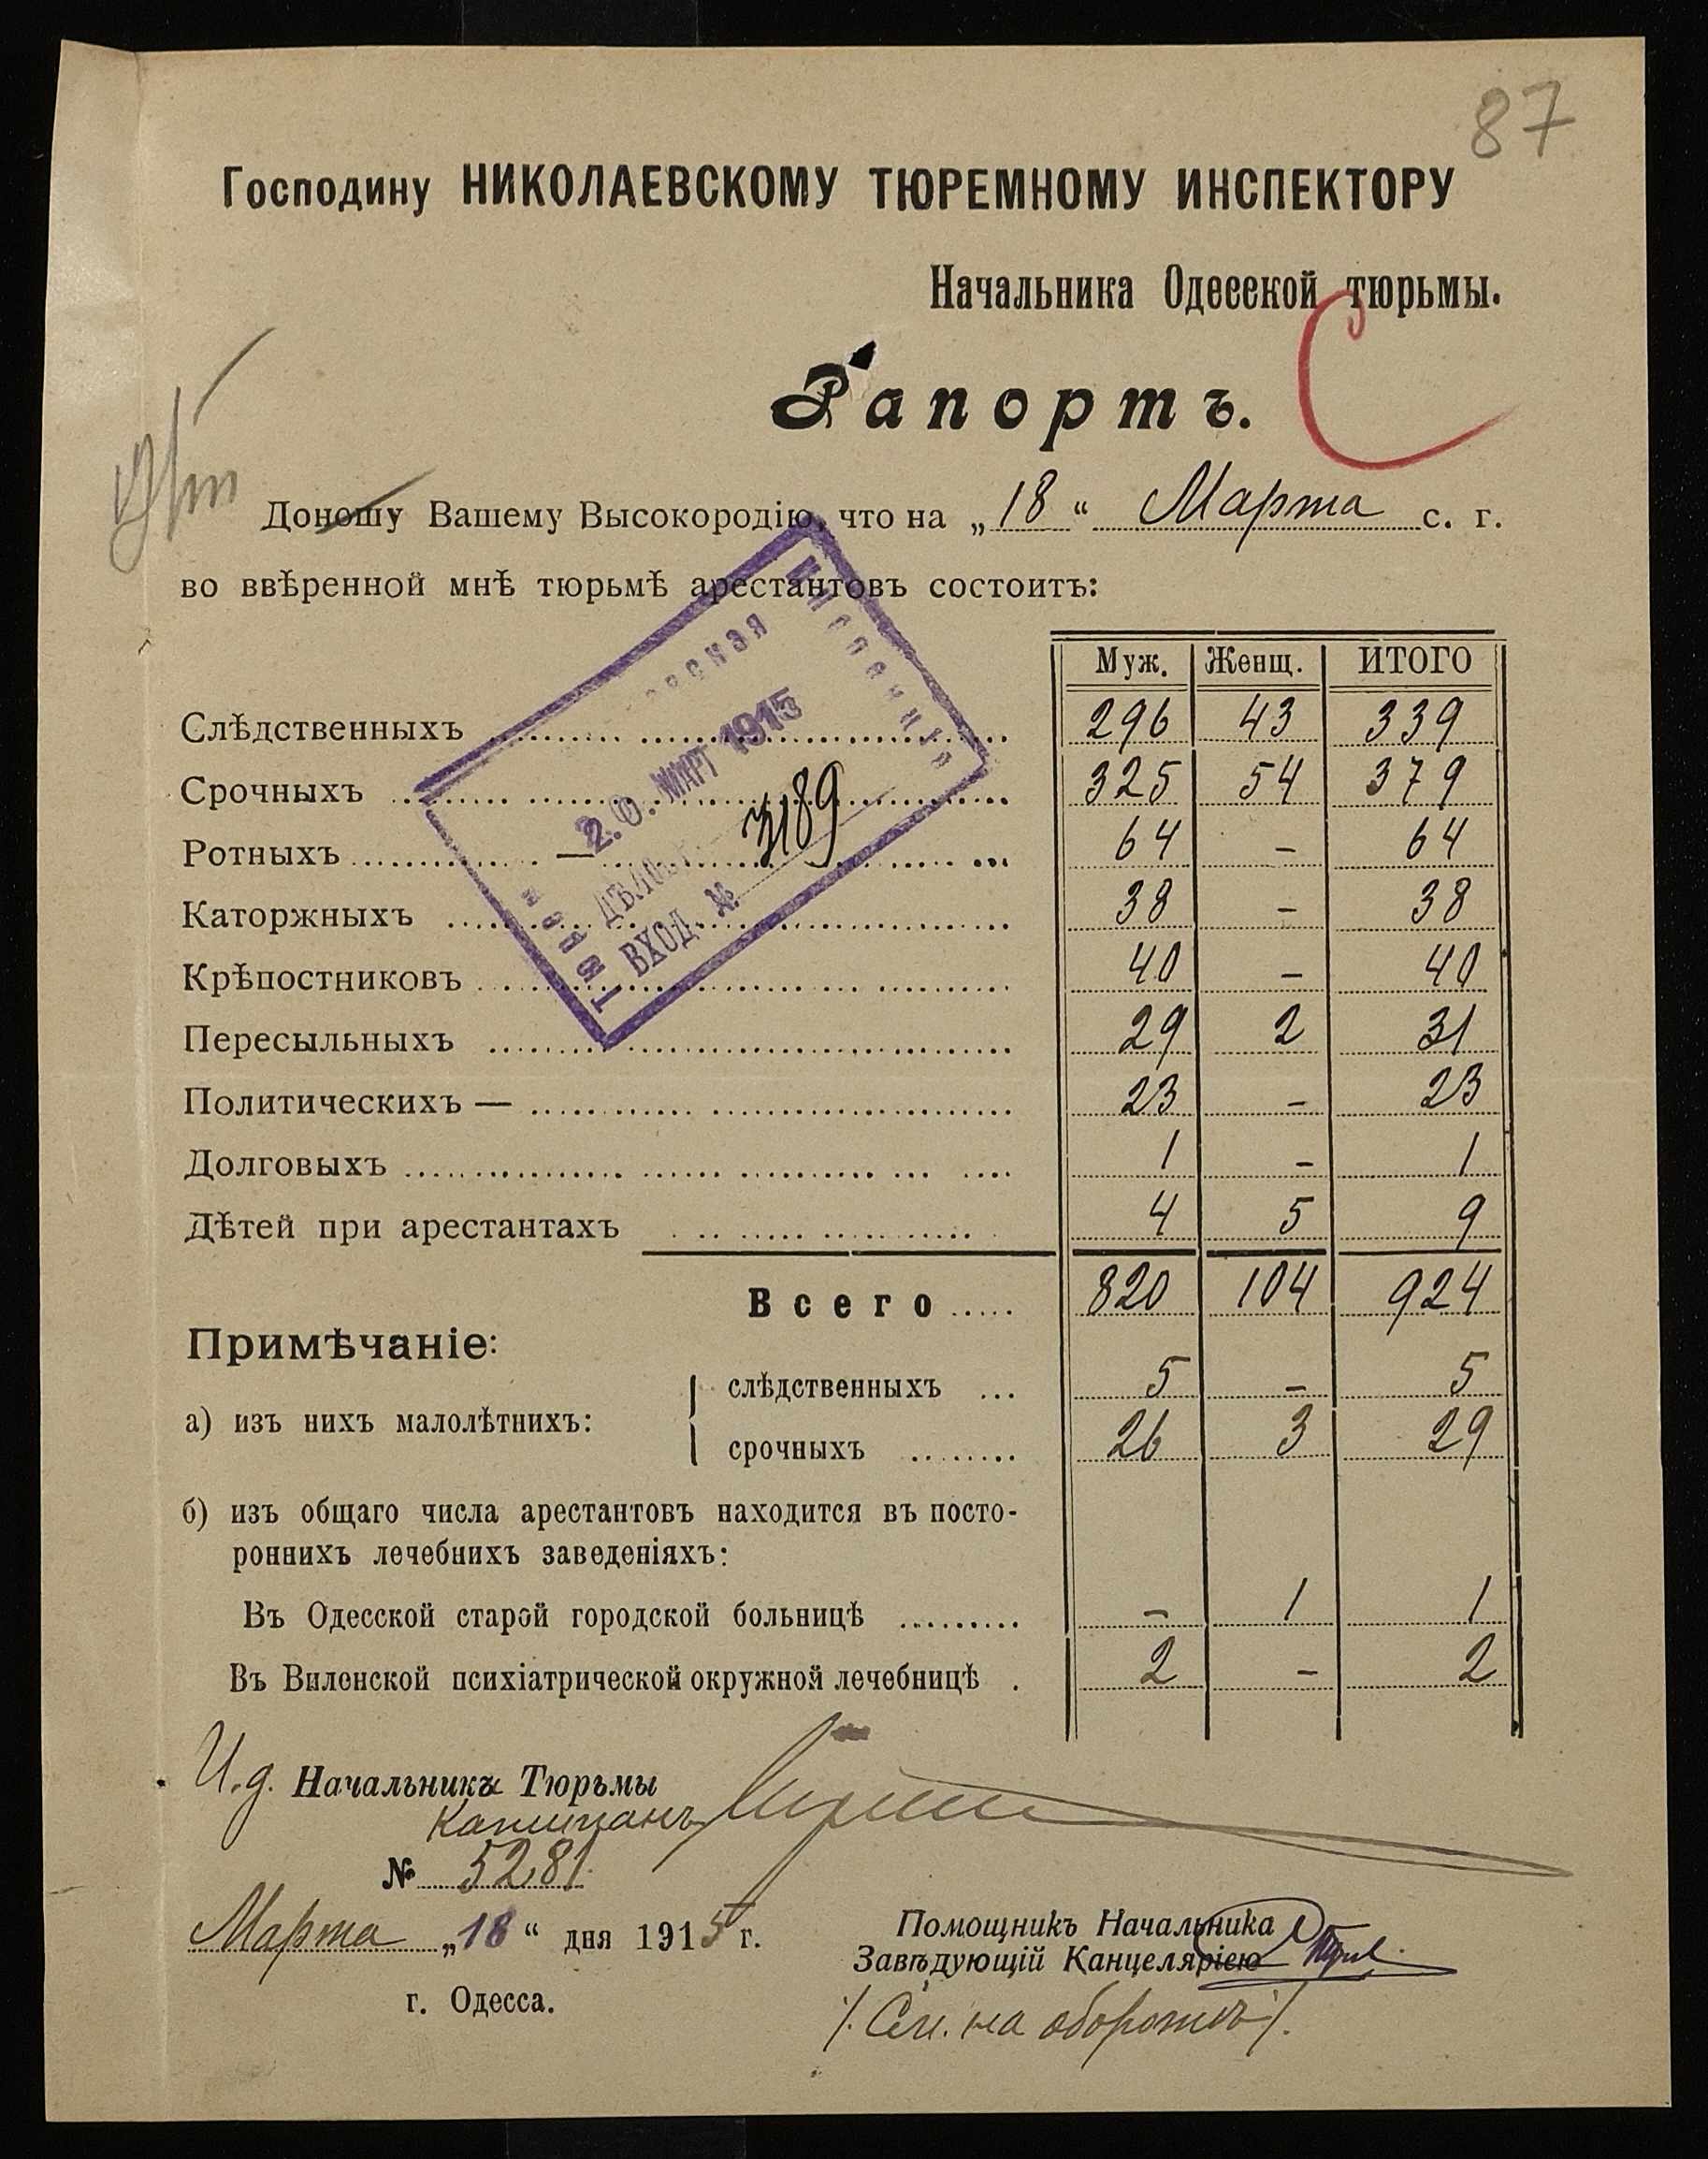 87
Господину НИКОЛАЕВСКОМУ ТЮРЕМНОМУ ИНСПЕКТОРУ
Начальника Одесской тюрьмы.
Рапортъ.
Доношу Вашему Высокородію, что на „18“ Марта с. г.
во ввѣренной мнѣ тюрьмѣ арестантовъ состоитъ:
Муж. Женщ. ИТОГО
Слѣдственныхъ 296 43 339
Срочныхъ 325 54 379
Ротныхъ 64 - 64
Каторжныхъ 38 - 38
Крѣпостниковъ 40 - 40
Пересыльныхъ 29 2 31
Политическихъ — 23 - 23
Долговыхъ 1 - 1
Дѣтей при арестантахъ 4 5 9
Всего 820 104 924
Примѣчаніе:
а) изъ нихъ малолѣтнихъ:
слѣдственныхъ 5 - 5
срочныхъ 26 3 29
б) изъ общаго числа арестантовъ находится въ посто-
роннихъ лечебнихъ заведеніяхъ:
Въ Одесской старой городской больницѣ - 1 1
Въ Виленской психіатрической окружной лечебницѣ 2 - 2
2.0. МАРТ 1915
ВХОД. № 3189
И.д. Начальника Тюрьмы
Капитанъ
№ 5281
Марта „18“ дня 1915 г.
г. Одесса.
Помощникъ Начальника
Завѣдующій Канцеляріею
/. См. на оборотѣ /.